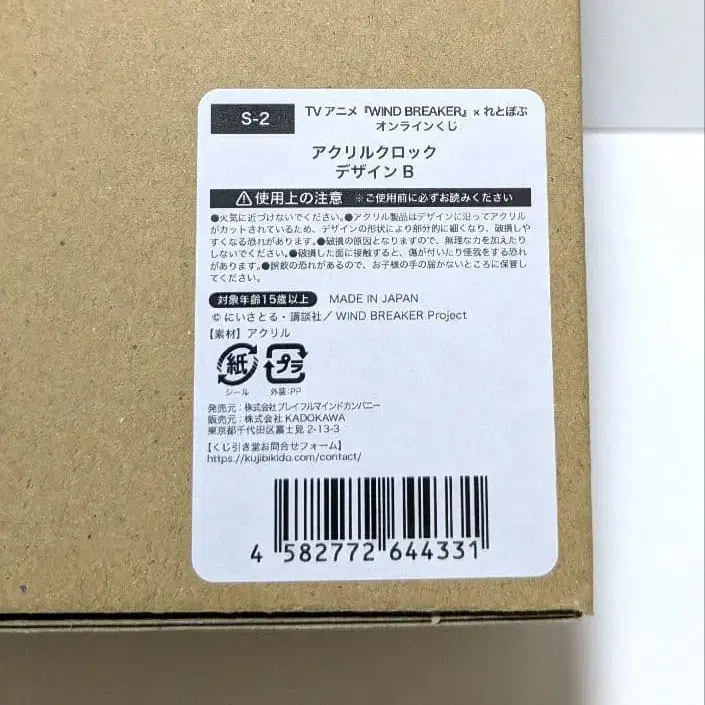 S-2
TV アニメ『WIND BREAKER』× れとぽぷ
オンラインくじ
アクリルクロック
デザイン B
⚠使用上の注意 ※ご使用前に必ずお読みください
●火気に近づけないでください。●アクリル製品はデザインに沿ってアクリル
がカットされているため、デザインの形状により部分的に細くなり、破損しや
すくなる恐れがあります。●破損の原因となりますので、無理な力を加えたり
しないでください。●破損した面に接触すると、傷が付いたり怪我をする恐れ
があります。●誤飲の恐れがあるので、お子様の手の届かないところに保管し
てください。
対象年齢15歳以上 MADE IN JAPAN
© にいさとる・講談社／ WIND BREAKER Project
【素材】アクリル
紙 プラ
シール 外装:PP
発売元：株式会社プレイフルマインドカンパニー
販売元：株式会社 KADOKAWA
東京都千代田区富士見 2-13-3
【くじ引き堂お問合せフォーム】
https://kujibikido.com/contact/
4 582772 644331